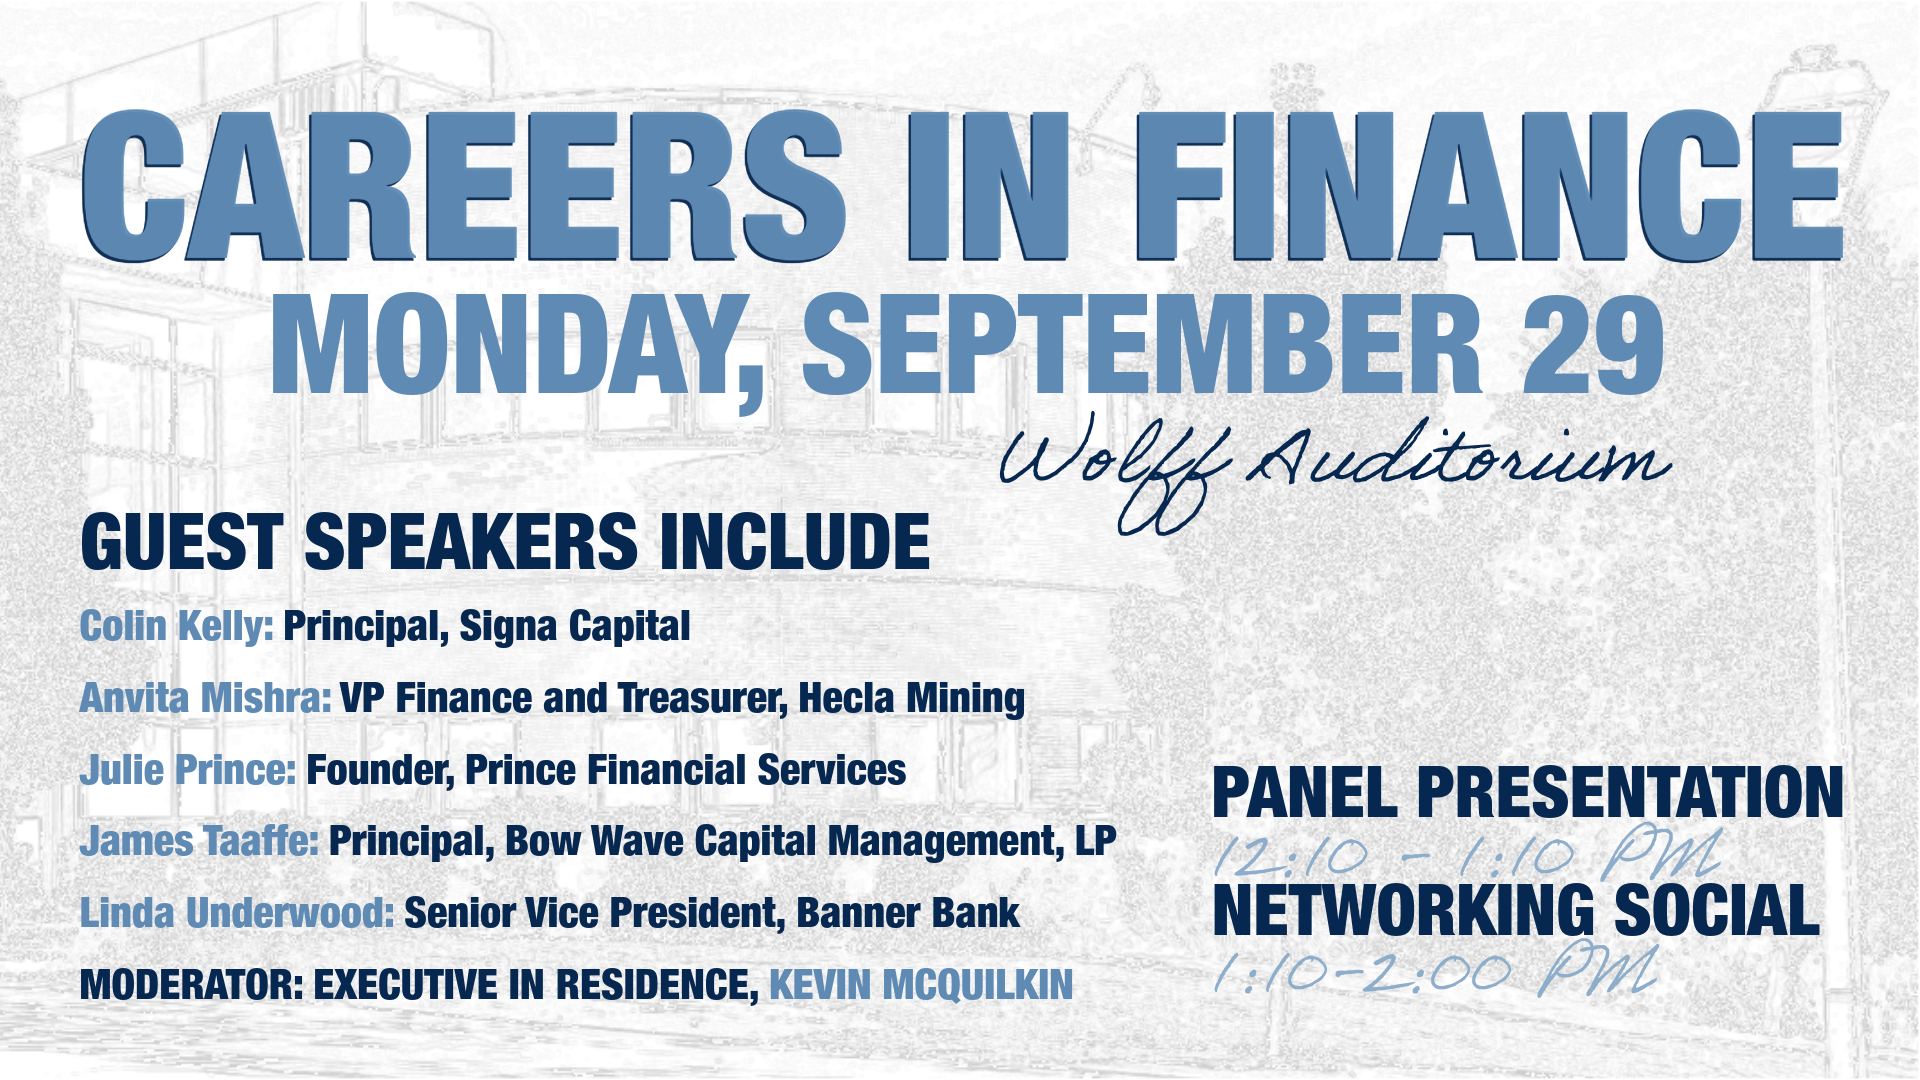 CAREERS IN FINANCE
MONDAY, SEPTEMBER 29
Wolff Auditorium
GUEST SPEAKERS INCLUDE
Colin Kelly: Principal, Signa Capital
Anvita Mishra: VP Finance and Treasurer, Hecla Mining
Julie Prince: Founder, Prince Financial Services
James Taaffe: Principal, Bow Wave Capital Management, LP
Linda Underwood: Senior Vice President, Banner Bank
MODERATOR: EXECUTIVE IN RESIDENCE, KEVIN MCQUILKIN
PANEL PRESENTATION
12:10 - 1:10 PM
NETWORKING SOCIAL
1:10-2:00 PM